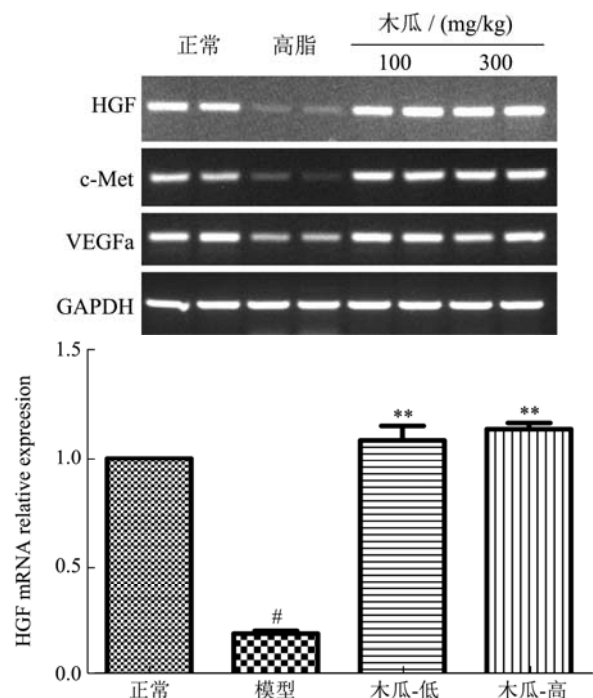 正常 高脂 木瓜 / (mg/kg)
100 300
HGF
c-Met
VEGFa
GAPDH
HGF mRNA relative expreesion
1.5
1.0
0.5
0.0
# ** **
正常 模型 木瓜-低 木瓜-高